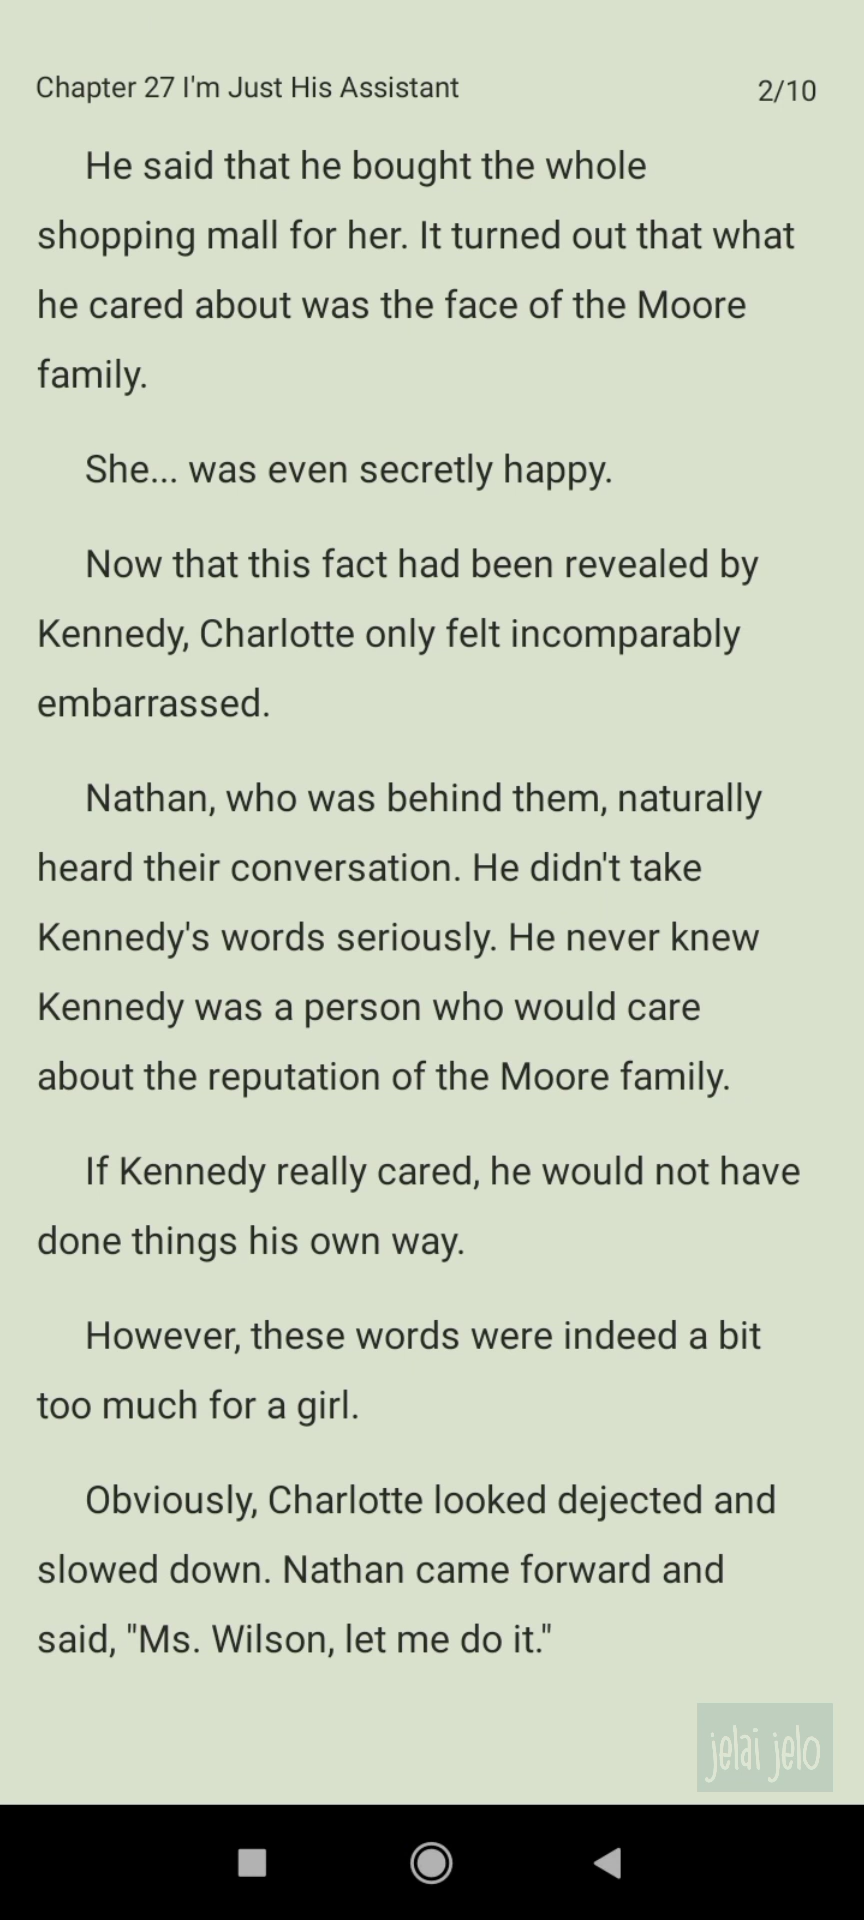 Chapter 27 I'm Just His Assistant
2/10
He said that he bought the whole
shopping mall for her. It turned out that what
he cared about was the face of the Moore
family.
She... was even secretly happy.
Now that this fact had been revealed by
Kennedy, Charlotte only felt incomparably
embarrassed.
Nathan, who was behind them, naturally
heard their conversation. He didn't take
Kennedy's words seriously. He never knew
Kennedy was a person who would care
about the reputation of the Moore family.
If Kennedy really cared, he would not have
done things his own way.
However, these words were indeed a bit
too much for a girl.
Obviously, Charlotte looked dejected and
slowed down. Nathan came forward and
said, "Ms. Wilson, let me do it."
jelai jelo